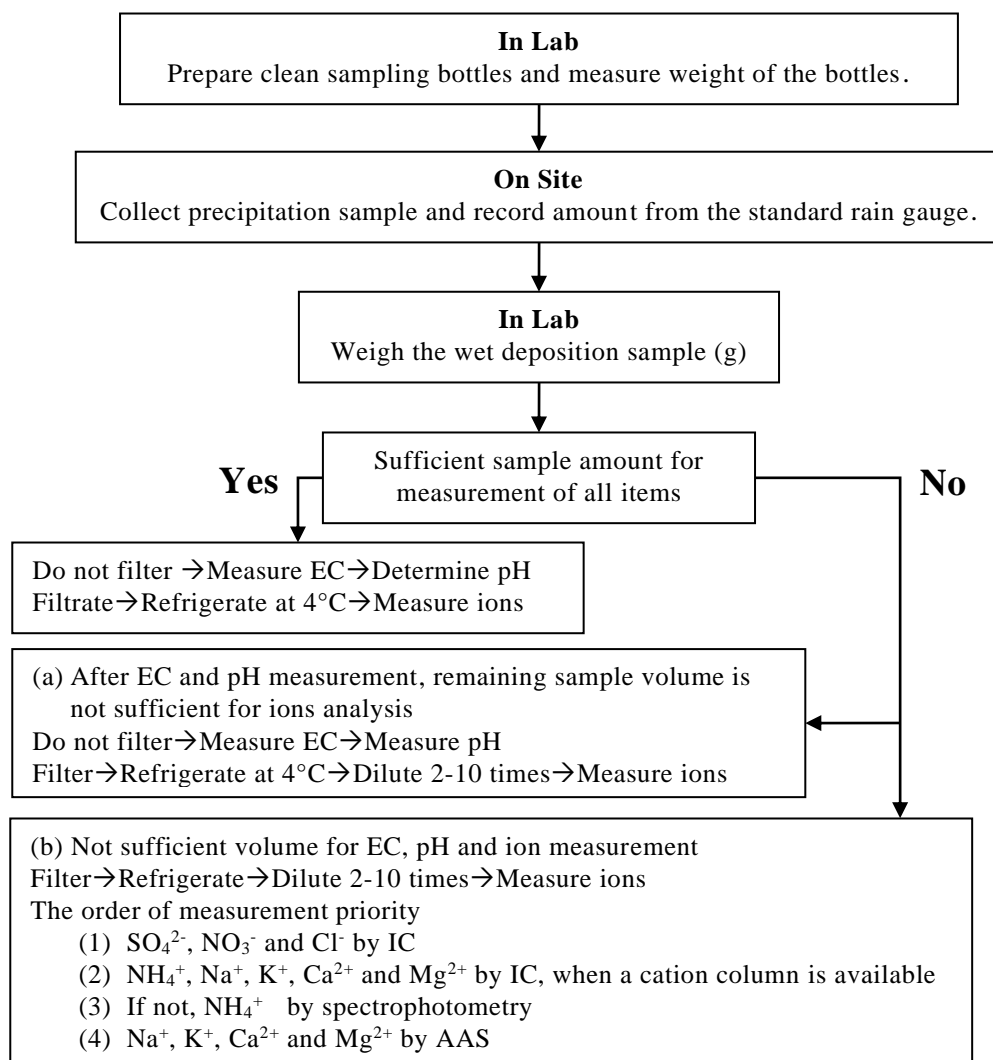 In Lab
Prepare clean sampling bottles and measure weight of the bottles.
On Site
Collect precipitation sample and record amount from the standard rain gauge.
In Lab
Weigh the wet deposition sample (g)
Sufficient sample amount for
measurement of all items
Yes
No
Do not filter →Measure EC→Determine pH
Filtrate→Refrigerate at 4°C→Measure ions
(a) After EC and pH measurement, remaining sample volume is
not sufficient for ions analysis
Do not filter→Measure EC→Measure pH
Filter→Refrigerate at 4°C→Dilute 2-10 times→Measure ions
(b) Not sufficient volume for EC, pH and ion measurement
Filter→Refrigerate→Dilute 2-10 times→Measure ions
The order of measurement priority
(1) SO₄²⁻, NO₃⁻ and Cl⁻ by IC
(2) NH₄⁺, Na⁺, K⁺, Ca²⁺ and Mg²⁺ by IC, when a cation column is available
(3) If not, NH₄⁺ by spectrophotometry
(4) Na⁺, K⁺, Ca²⁺ and Mg²⁺ by AAS